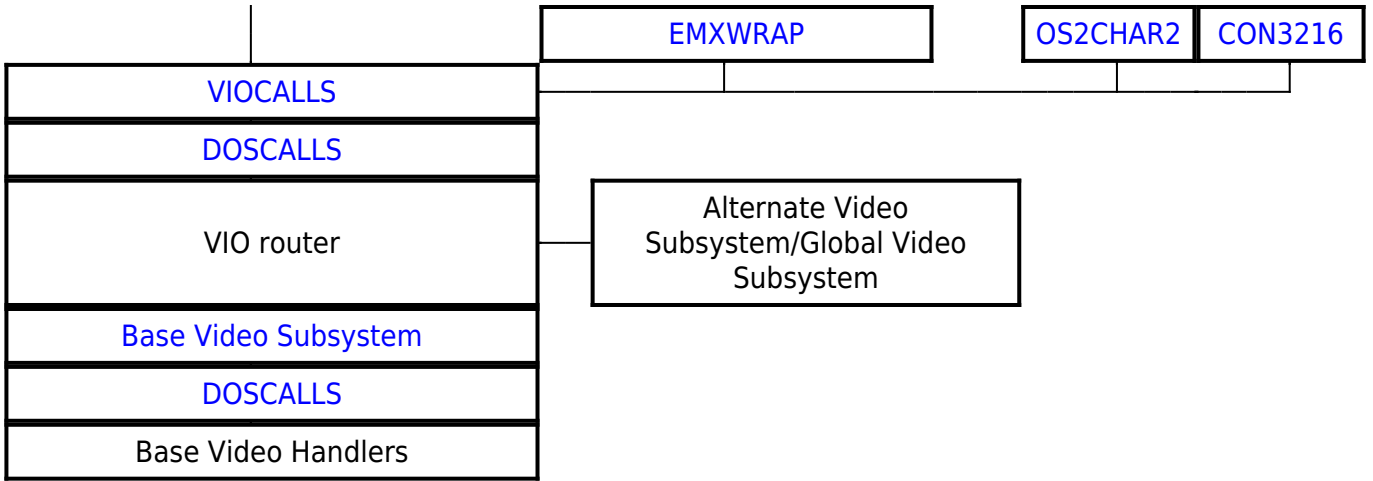 EMXWRAP
OS2CHAR2
CON3216
VIOCALLS
DOSCALLS
VIO router
Alternate Video
Subsystem/Global Video
Subsystem
Base Video Subsystem
DOSCALLS
Base Video Handlers